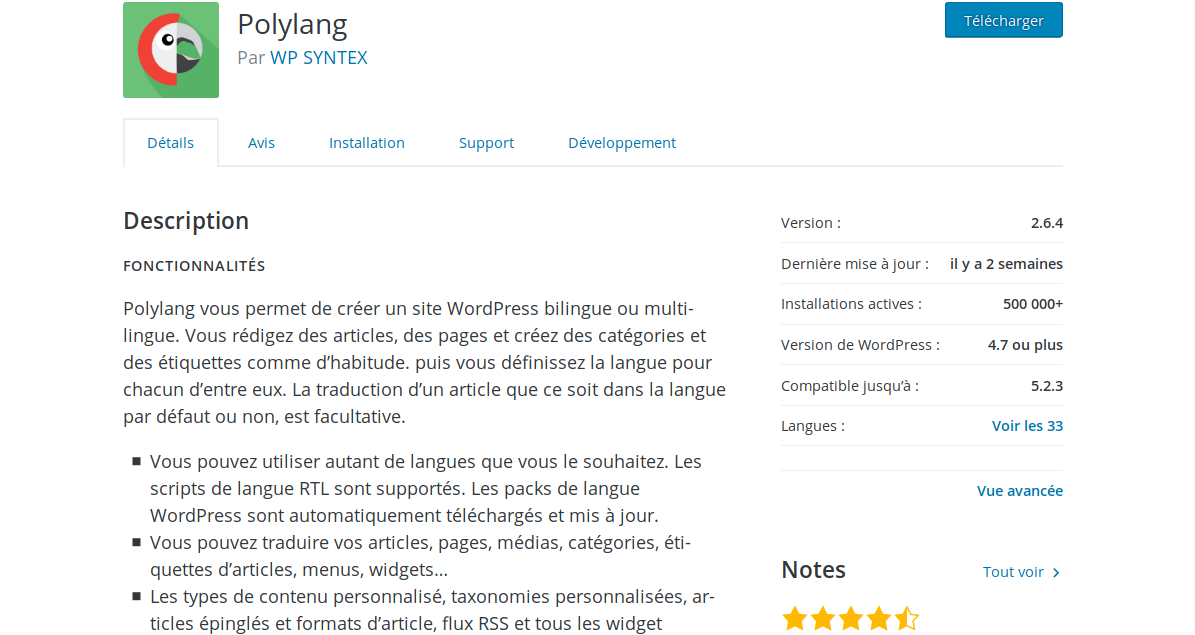 Polylang
Par WP SYNTEX
Télécharger
Détails
Avis
Installation
Support
Développement
Description
FONCTIONNALITÉS
Polylang vous permet de créer un site WordPress bilingue ou multi-
lingue. Vous rédigez des articles, des pages et créez des catégories et
des étiquettes comme d’habitude. puis vous définissez la langue pour
chacun d’entre eux. La traduction d’un article que ce soit dans la langue
par défaut ou non, est facultative.
Vous pouvez utiliser autant de langues que vous le souhaitez. Les
scripts de langue RTL sont supportés. Les packs de langue
WordPress sont automatiquement téléchargés et mis à jour.
Vous pouvez traduire vos articles, pages, médias, catégories, éti-
quettes d’articles, menus, widgets…
Les types de contenu personnalisé, taxonomies personnalisées, ar-
ticles épinglés et formats d’article, flux RSS et tous les widget
Version : 2.6.4
Dernière mise à jour : il y a 2 semaines
Installations actives : 500 000+
Version de WordPress : 4.7 ou plus
Compatible jusqu’à : 5.2.3
Langues : Voir les 33
Vue avancée
Notes
Tout voir